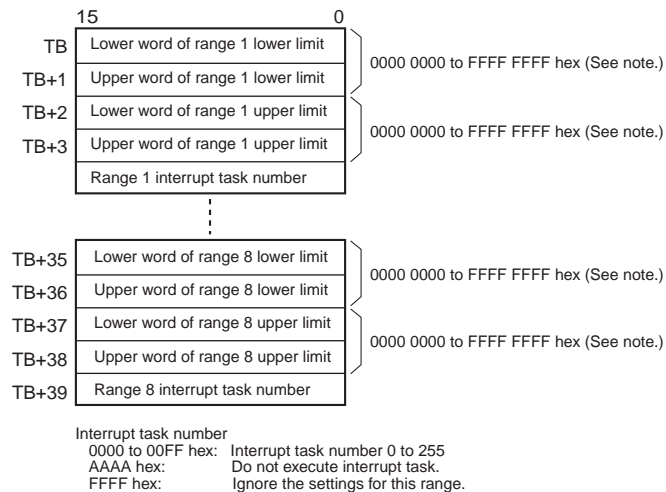 15 0
TB Lower word of range 1 lower limit
TB+1 Upper word of range 1 lower limit
0000 0000 to FFFF FFFF hex (See note.)
TB+2 Lower word of range 1 upper limit
TB+3 Upper word of range 1 upper limit
0000 0000 to FFFF FFFF hex (See note.)
Range 1 interrupt task number
TB+35 Lower word of range 8 lower limit
TB+36 Upper word of range 8 lower limit
0000 0000 to FFFF FFFF hex (See note.)
TB+37 Lower word of range 8 upper limit
TB+38 Upper word of range 8 upper limit
0000 0000 to FFFF FFFF hex (See note.)
TB+39 Range 8 interrupt task number
Interrupt task number
0000 to 00FF hex: Interrupt task number 0 to 255
AAAA hex: Do not execute interrupt task.
FFFF hex: Ignore the settings for this range.